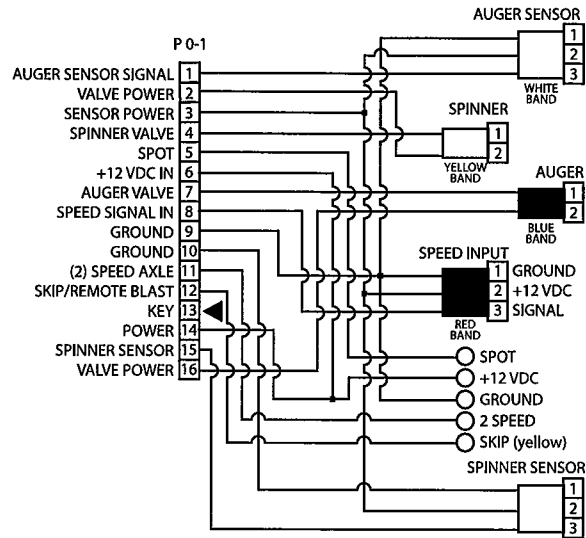 AUGER SENSOR
1
2
3
WHITE
BAND
P 0-1
AUGER SENSOR SIGNAL 1
VALVE POWER 2
SENSOR POWER 3
SPINNER VALVE 4
SPOT 5
+12 VDC IN 6
AUGER VALVE 7
SPEED SIGNAL IN 8
GROUND 9
GROUND 10
(2) SPEED AXLE 11
SKIP/REMOTE BLAST 12
KEY 13
POWER 14
SPINNER SENSOR 15
VALVE POWER 16
SPINNER
1
2
YELLOW
BAND
AUGER
1
2
BLUE
BAND
SPEED INPUT
1 GROUND
2 +12 VDC
3 SIGNAL
RED
BAND
SPOT
+12 VDC
GROUND
2 SPEED
SKIP (yellow)
SPINNER SENSOR
1
2
3